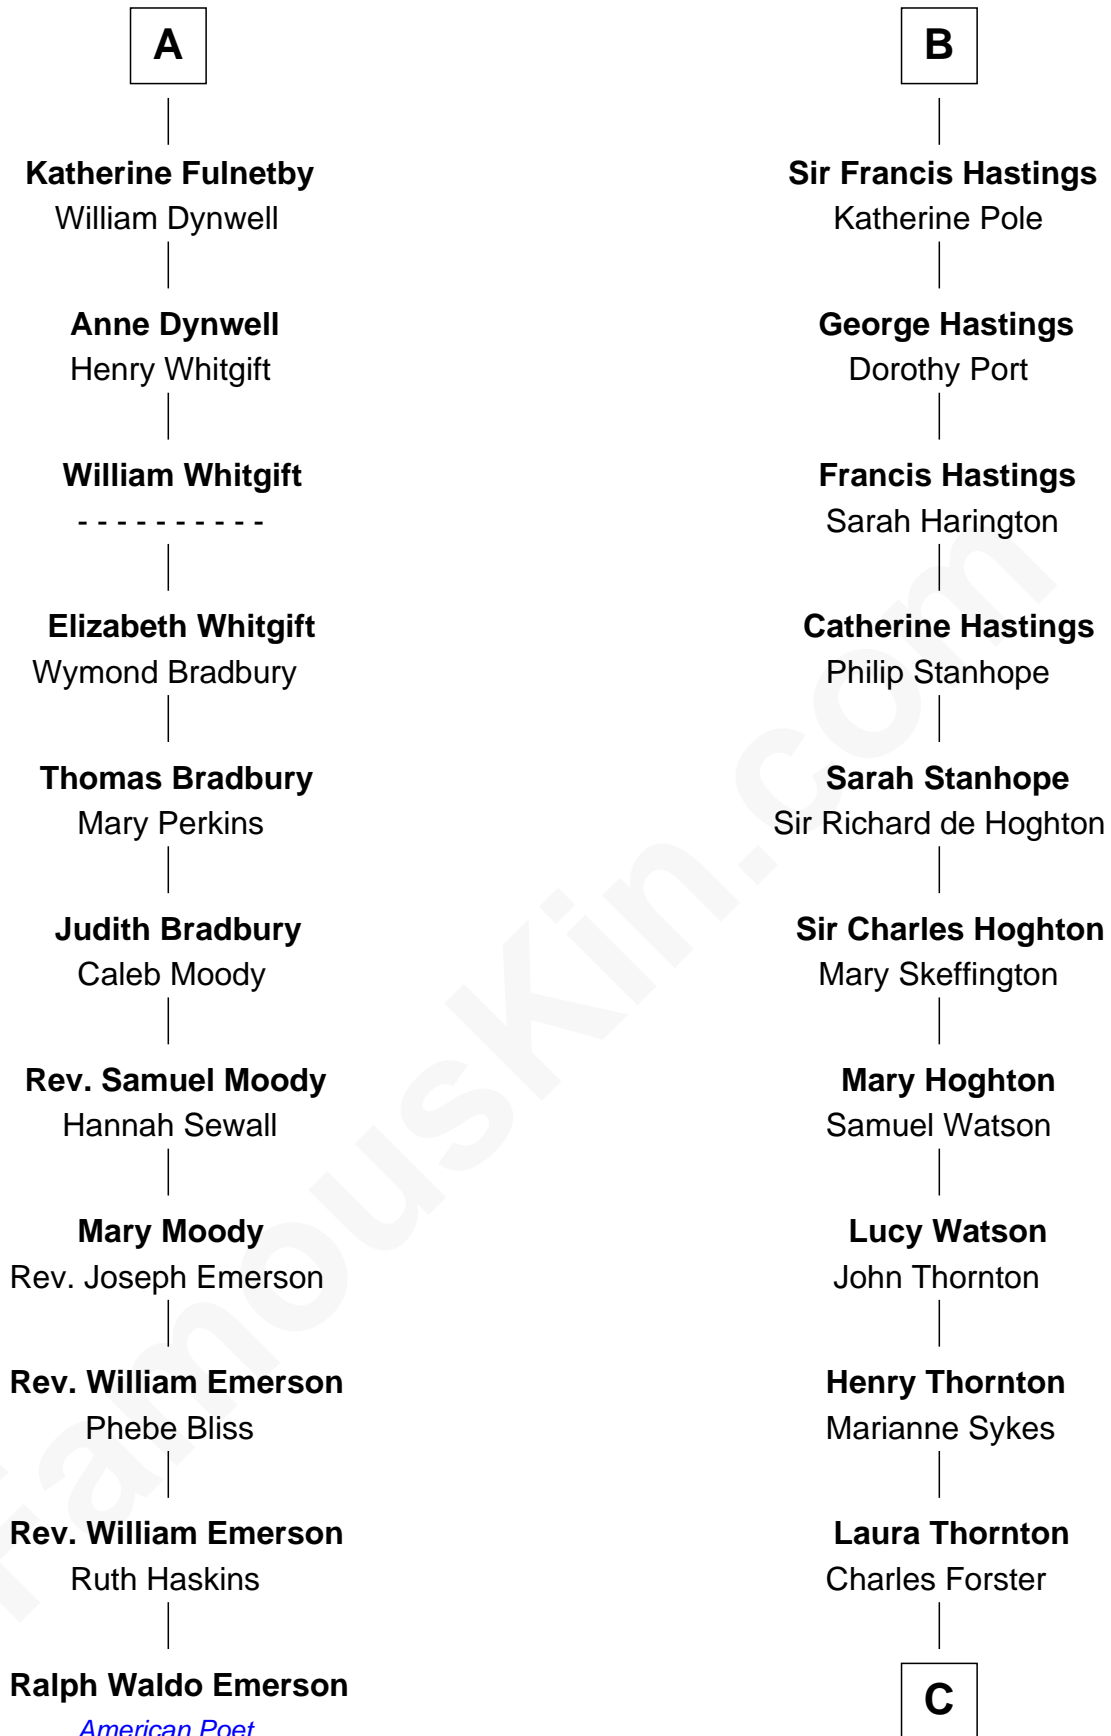 A
Katherine Fulnetby
William Dynwell
Anne Dynwell
Henry Whitgift
William Whitgift
- - - - - - - - - -
Elizabeth Whitgift
Wymond Bradbury
Thomas Bradbury
Mary Perkins
Judith Bradbury
Caleb Moody
Rev. Samuel Moody
Hannah Sewall
Mary Moody
Rev. Joseph Emerson
Rev. William Emerson
Phebe Bliss
Rev. William Emerson
Ruth Haskins
Ralph Waldo Emerson
American Poet
B
Sir Francis Hastings
Katherine Pole
George Hastings
Dorothy Port
Francis Hastings
Sarah Harington
Catherine Hastings
Philip Stanhope
Sarah Stanhope
Sir Richard de Hoghton
Sir Charles Hoghton
Mary Skeffington
Mary Hoghton
Samuel Watson
Lucy Watson
John Thornton
Henry Thornton
Marianne Sykes
Laura Thornton
Charles Forster
C
FamousKin.com